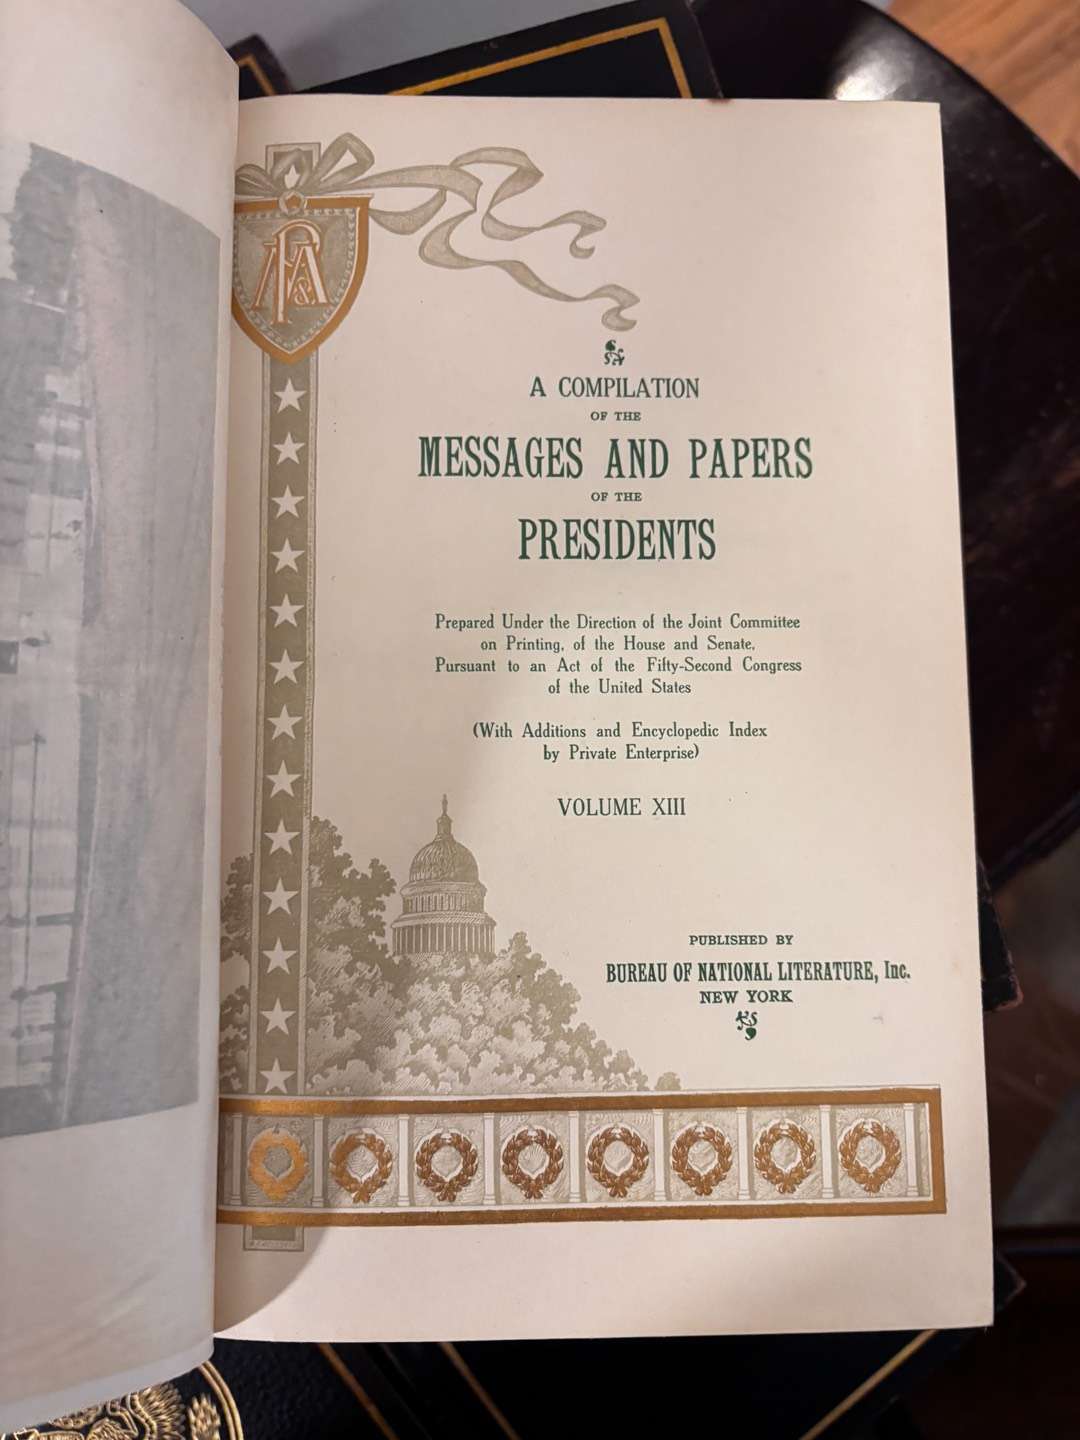 A COMPILATION
OF THE
MESSAGES AND PAPERS
OF THE
PRESIDENTS
Prepared Under the Direction of the Joint Committee
on Printing, of the House and Senate,
Pursuant to an Act of the Fifty-Second Congress
of the United States
(With Additions and Encyclopedic Index
by Private Enterprise)
VOLUME XIII
PUBLISHED BY
BUREAU OF NATIONAL LITERATURE, Inc.
NEW YORK